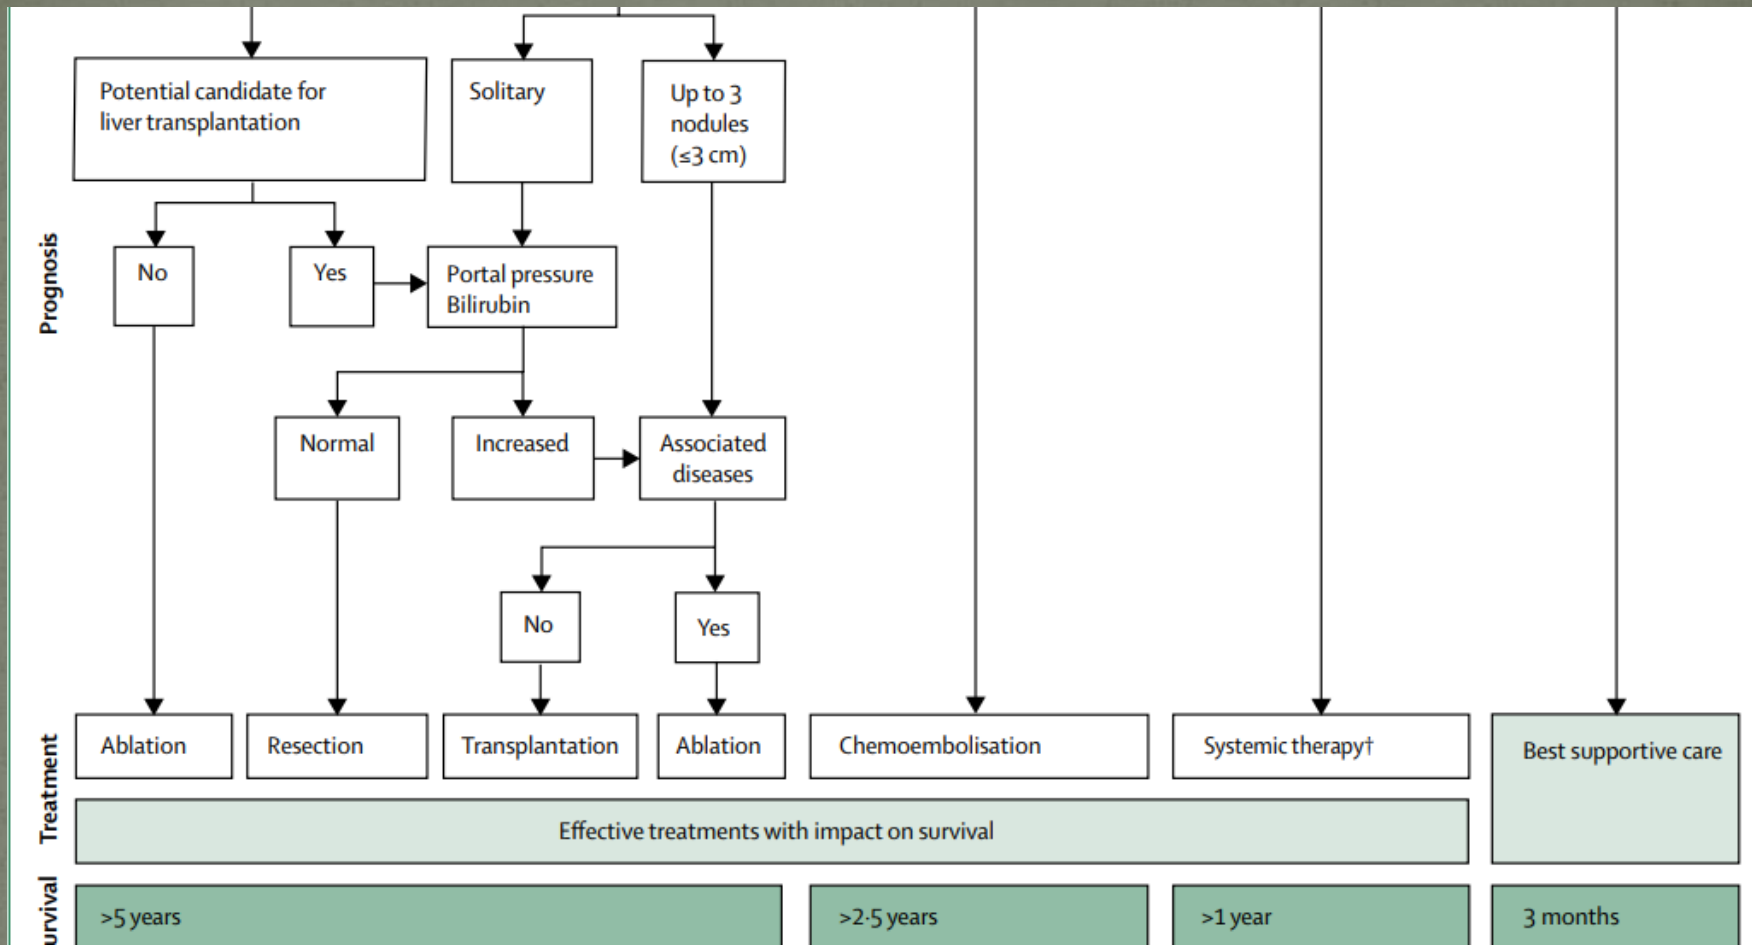 Potential candidate for
liver transplantation
Solitary
Up to 3
nodules
(≤3 cm)
Prognosis
No
Yes
Portal pressure
Bilirubin
Normal
Increased
Associated
diseases
No
Yes
Treatment
Ablation
Resection
Transplantation
Ablation
Chemoembolisation
Systemic therapy†
Best supportive care
Effective treatments with impact on survival
urvival
>5 years
>2·5 years
>1 year
3 months